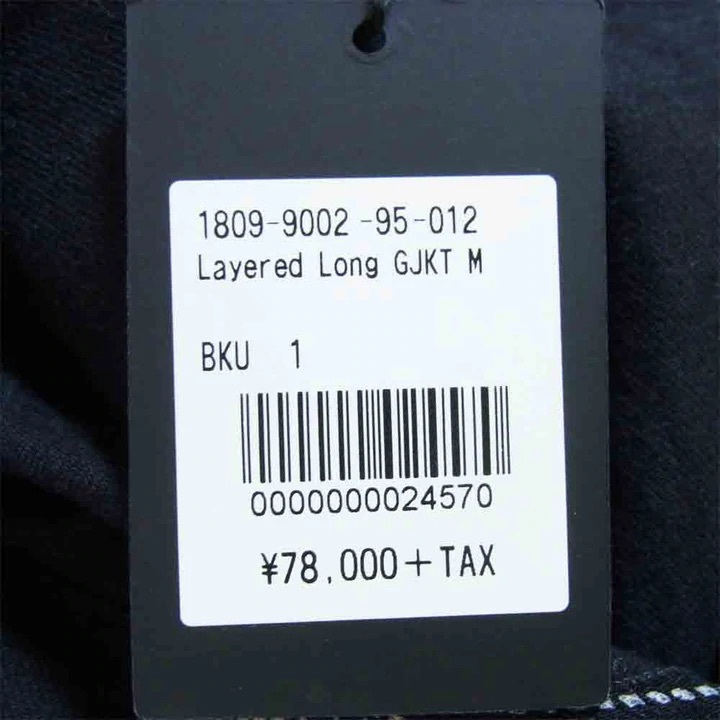 1809-9002-95-012
Layered Long GJKT M
BKU 1
0000000024570
¥78,000+TAX